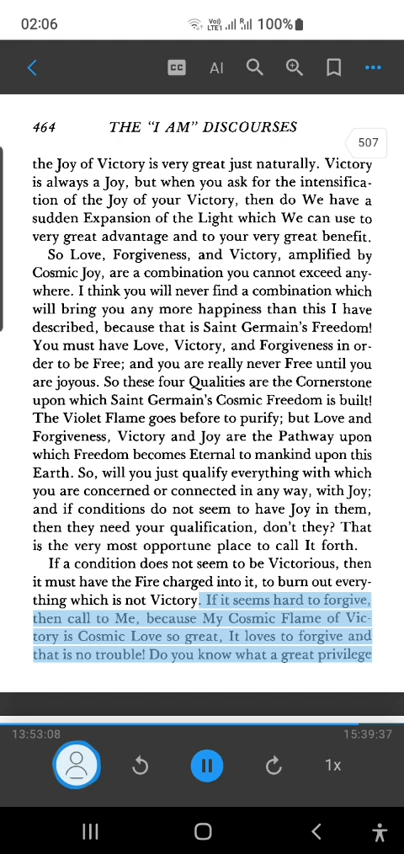 02:06
Vo)) LTE1 R 100%
CC AI
464 THE "I AM" DISCOURSES
507
the Joy of Victory is very great just naturally. Victory
is always a Joy, but when you ask for the intensifica-
tion of the Joy of your Victory, then do We have a
sudden Expansion of the Light which We can use to
very great advantage and to your very great benefit.
So Love, Forgiveness, and Victory, amplified by
Cosmic Joy, are a combination you cannot exceed any-
where. I think you will never find a combination which
will bring you any more happiness than this I have
described, because that is Saint Germain's Freedom!
You must have Love, Victory, and Forgiveness in or-
der to be Free; and you are really never Free until you
are joyous. So these four Qualities are the Cornerstone
upon which Saint Germain's Cosmic Freedom is built!
The Violet Flame goes before to purify; but Love and
Forgiveness, Victory and Joy are the Pathway upon
which Freedom becomes Eternal to mankind upon this
Earth. So, will you just qualify everything with which
you are concerned or connected in any way, with Joy;
and if conditions do not seem to have Joy in them,
then they need your qualification, don't they? That
is the very most opportune place to call It forth.
If a condition does not seem to be Victorious, then
it must have the Fire charged into it, to burn out every-
thing which is not Victory. If it seems hard to forgive,
then call to Me, because My Cosmic Flame of Vic-
tory is Cosmic Love so great, It loves to forgive and
that is no trouble! Do you know what a great privilege
13:53:08 15:39:37
1x